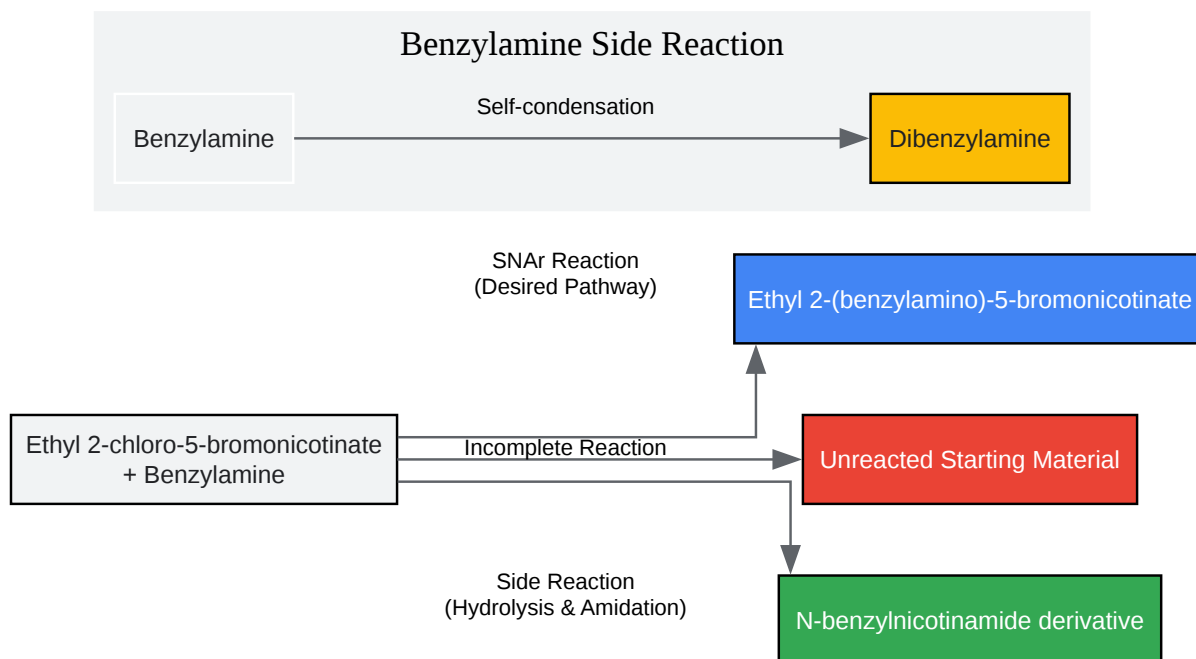 Benzylamine Side Reaction
Self-condensation
Benzylamine
Dibenzylamine
SNAr Reaction
(Desired Pathway)
Ethyl 2-(benzylamino)-5-bromonicotinate
Ethyl 2-chloro-5-bromonicotinate
+ Benzylamine
Incomplete Reaction
Unreacted Starting Material
Side Reaction
(Hydrolysis & Amidation)
N-benzylnicotinamide derivative